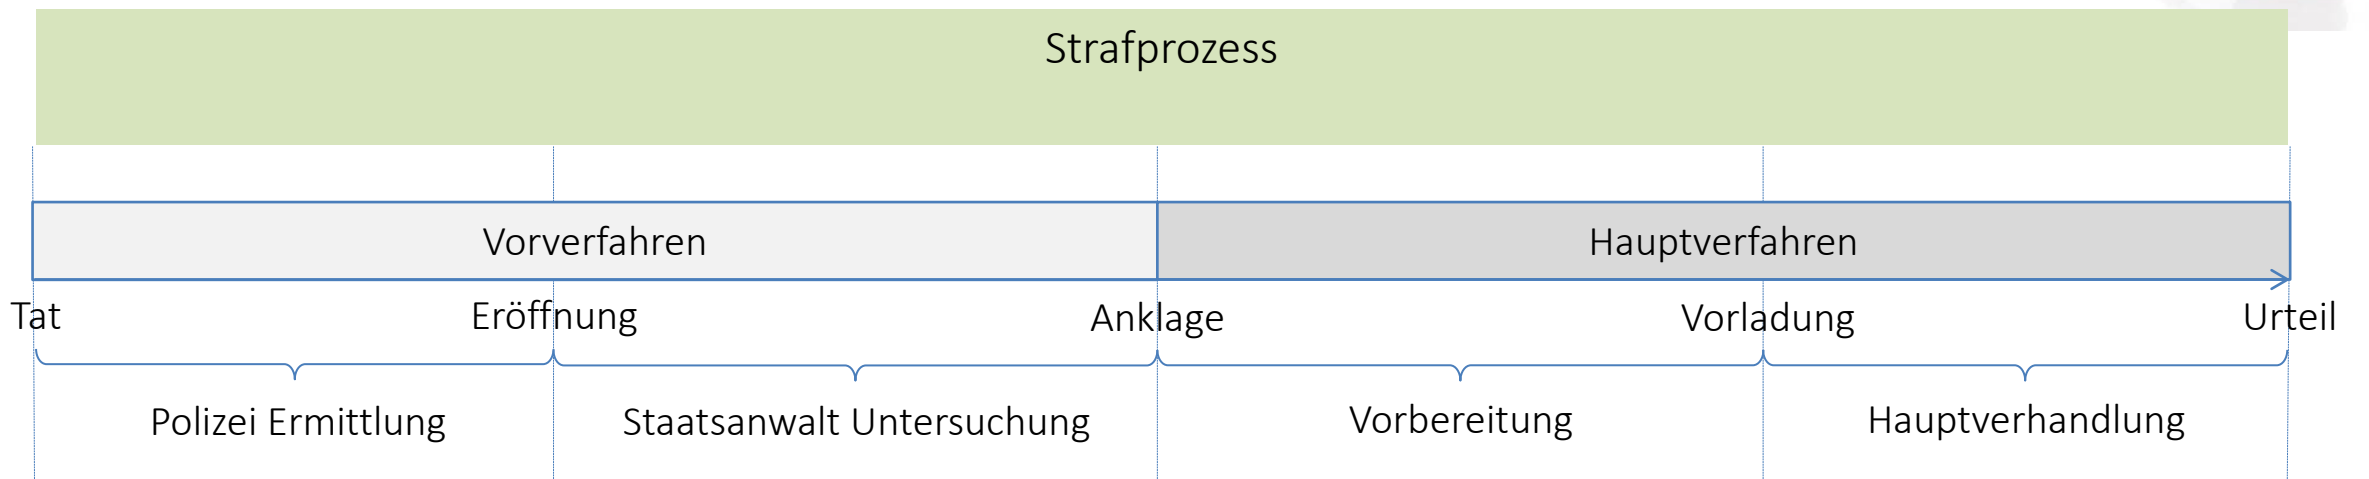 Strafprozess
Vorverfahren
Hauptverfahren
Tat
Eröffnung
Anklage
Vorladung
Urteil
Polizei Ermittlung
Staatsanwalt Untersuchung
Vorbereitung
Hauptverhandlung